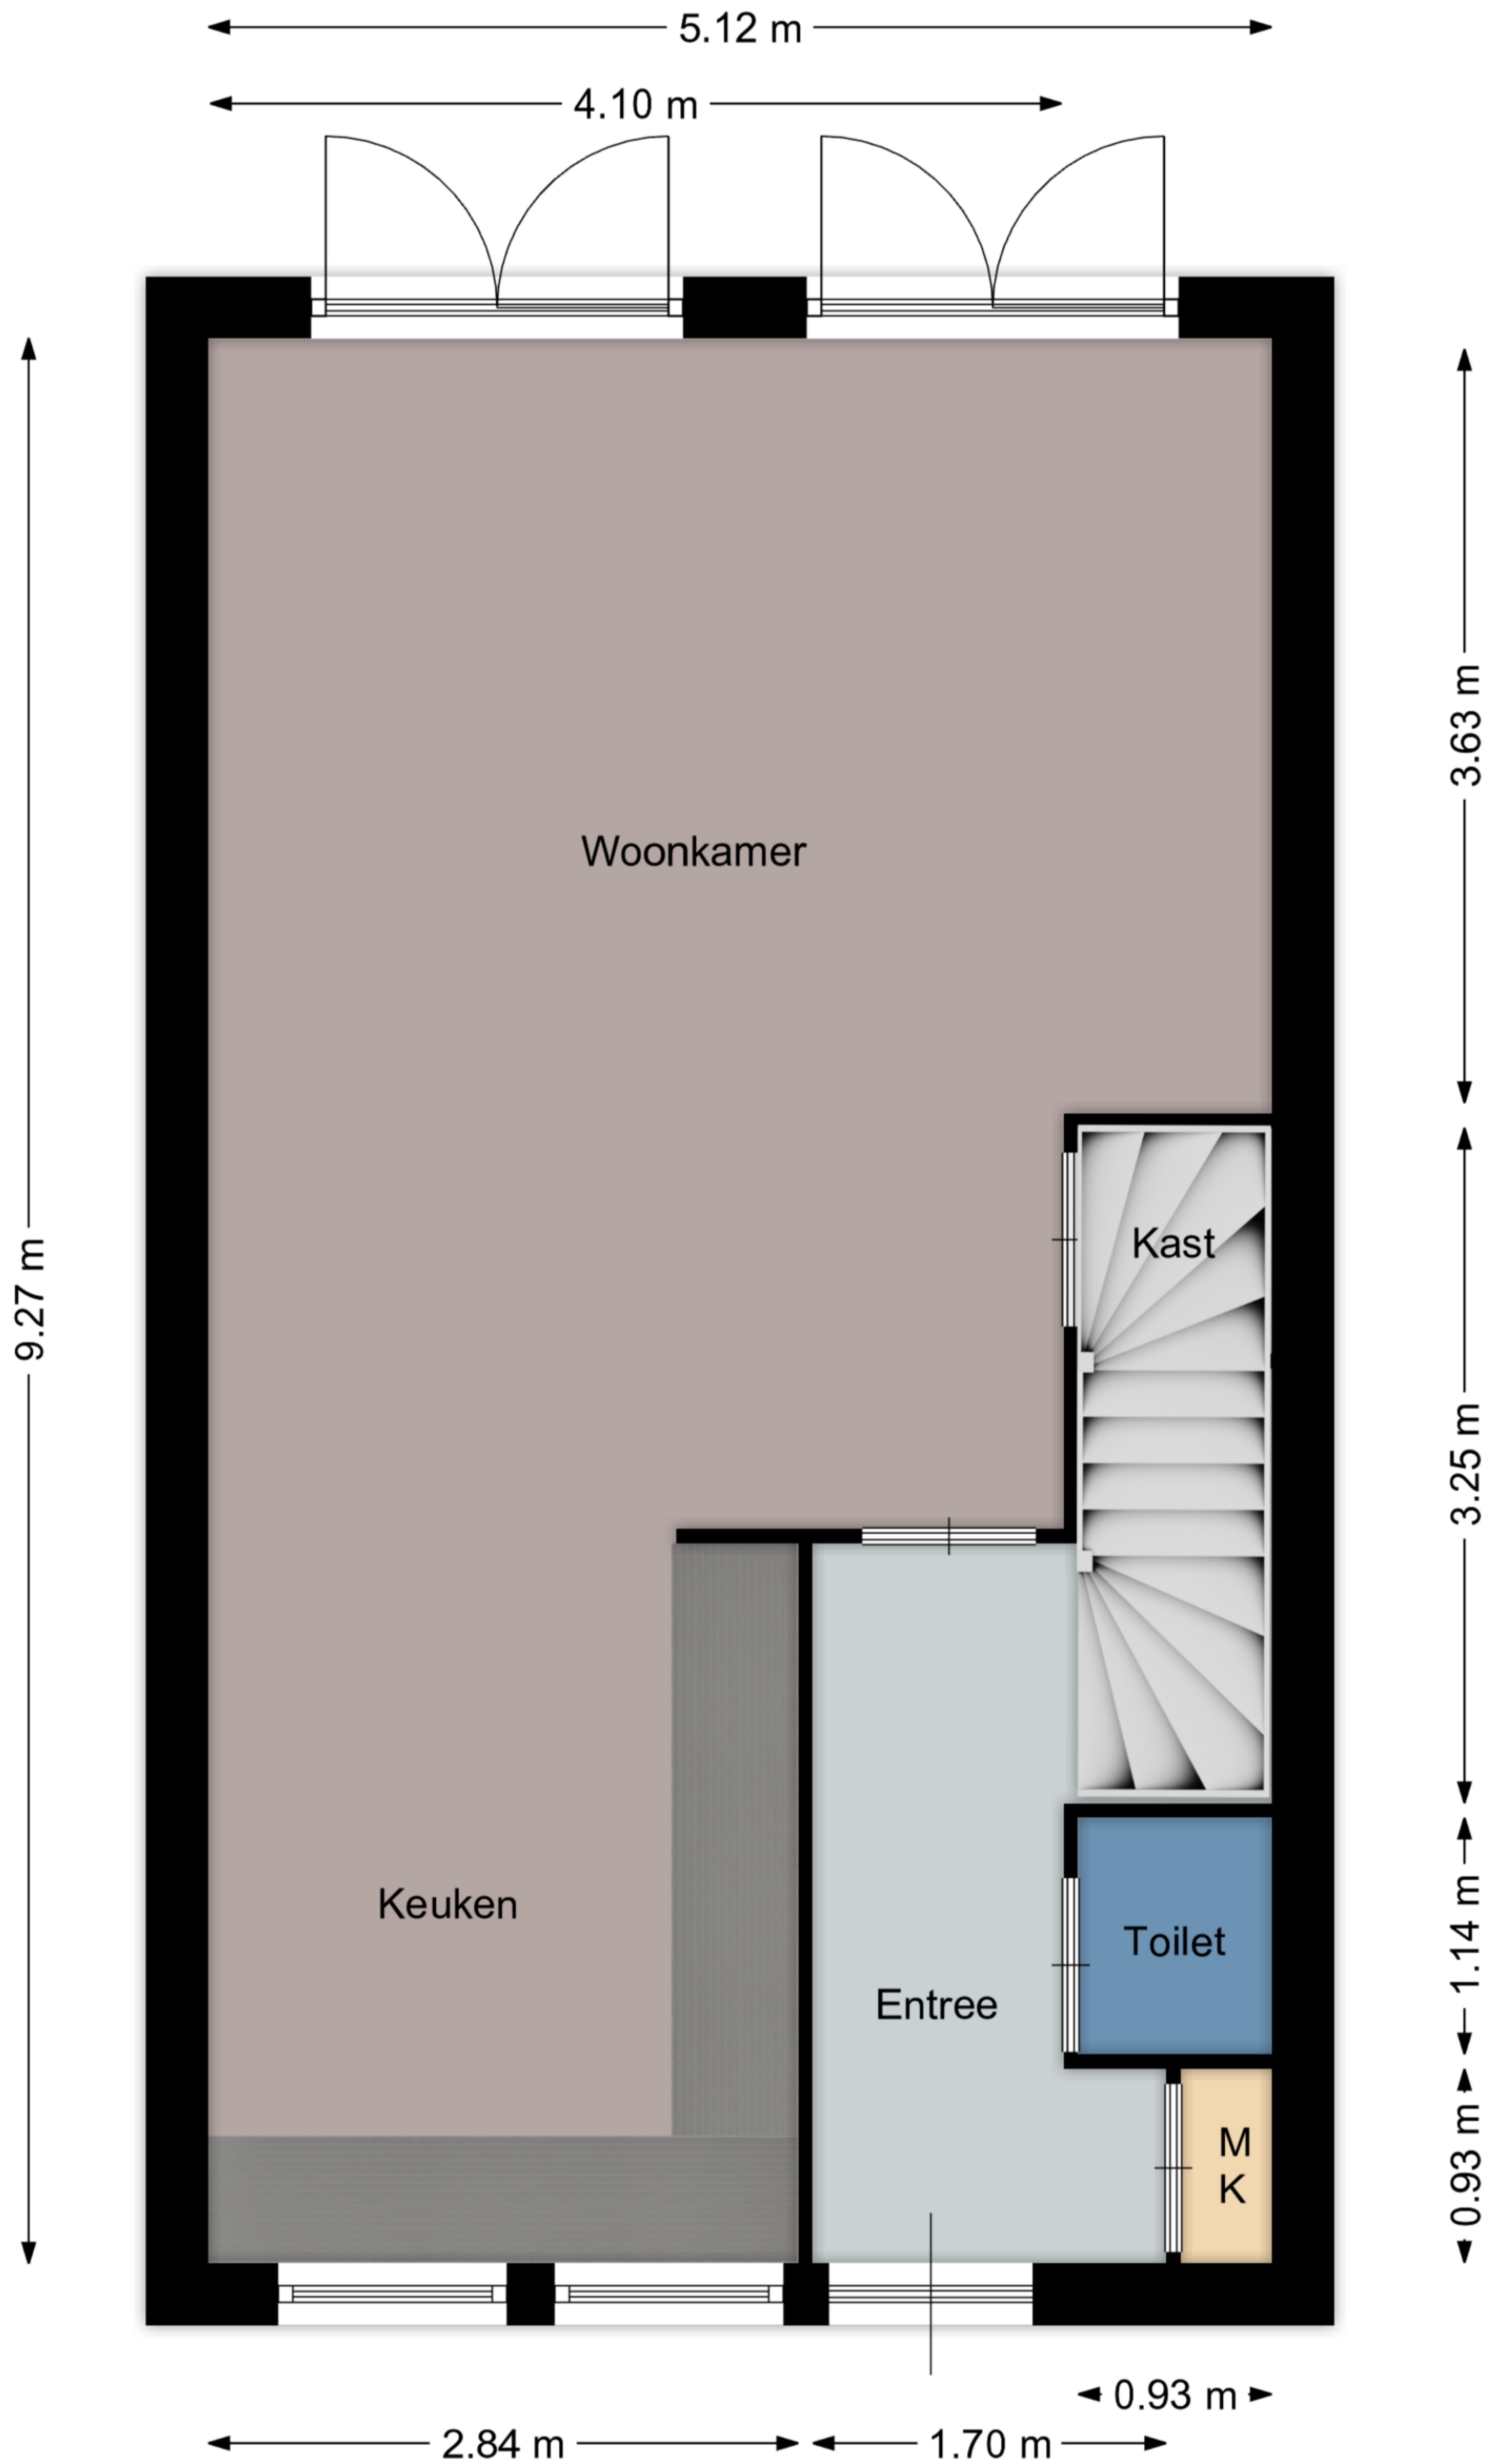 5.12 m
4.10 m
3.63 m
Woonkamer
Kast
9.27 m
3.25 m
Keuken
Toilet
1.14 m
Entree
M
K
0.93 m
0.93 m
2.84 m
1.70 m